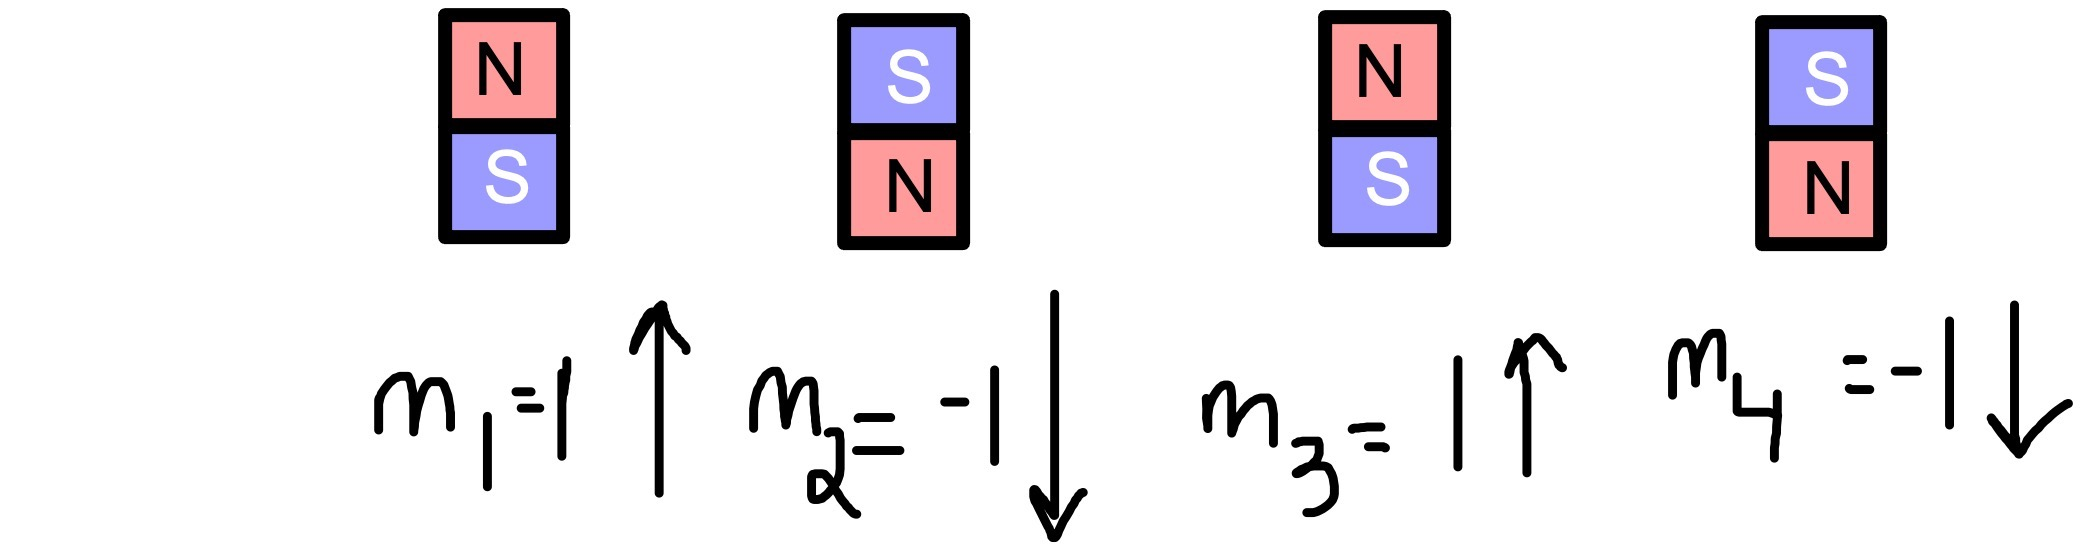 N S N S
S N S N
m1=1 ↑ m2=-1 ↓ m3=1 ↑ m4=-1 ↓